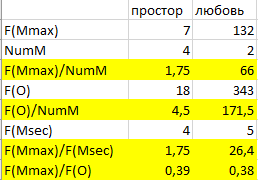 простор любовь
F(Mmax) 7 132
NumM 4 2
F(Mmax)/NumM 1,75 66
F(O) 18 343
F(O)/NumM 4,5 171,5
F(Msec) 4 5
F(Mmax)/F(Msec) 1,75 26,4
F(Mmax)/F(O) 0,39 0,38